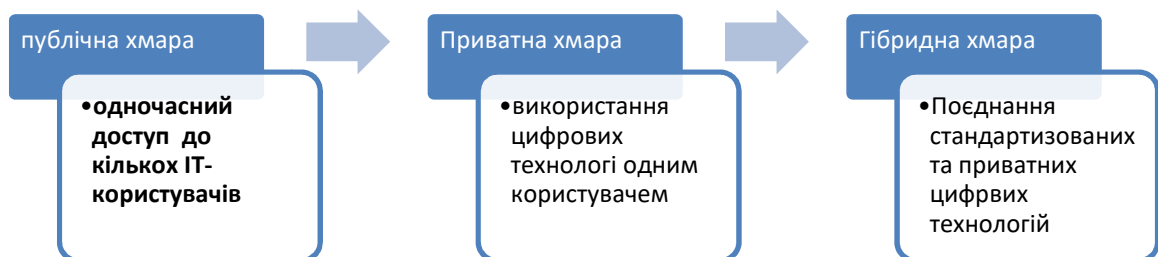 публічна хмара
•одночасний
доступ до
кількох ІТ-
користувачів
Приватна хмара
•використання
цифрових
технологі одним
користувачем
Гібридна хмара
•Поєднання
стандартизованих
та приватних
цифрвих
технологій